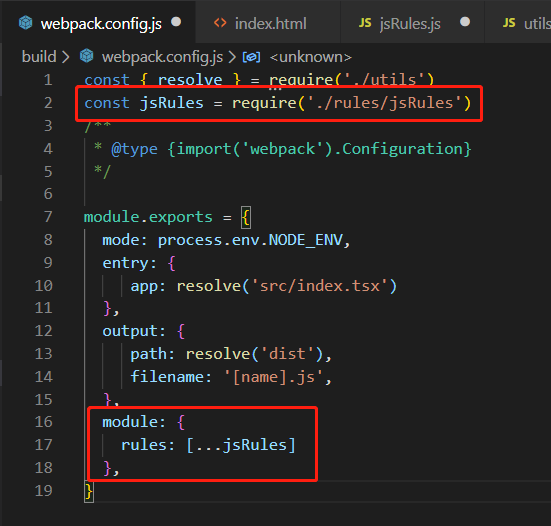 webpack.config.js index.html JS jsRules.js JS utils
build > webpack.config.js > <unknown>
1 const { resolve } = require('./utils')
2 const jsRules = require('./rules/jsRules')
3 /**
4 * @type {import('webpack').Configuration}
5 */
6
7 module.exports = {
8 mode: process.env.NODE_ENV,
9 entry: {
10 app: resolve('src/index.tsx')
11 },
12 output: {
13 path: resolve('dist'),
14 filename: '[name].js',
15 },
16 module: {
17 rules: [...jsRules]
18 },
19 }